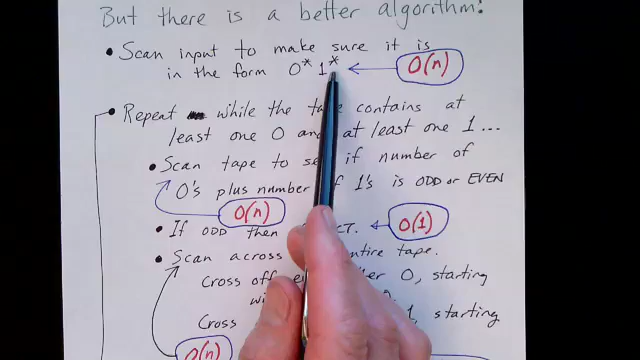 But there is a better algorithm:
• Scan input to make sure it is
in the form 0* 1* O(n)
• Repeat while the tape contains at
least one 0 and at least one 1...
• Scan tape to see if number of
0's plus number of 1's is ODD or EVEN
O(n)
• If ODD then REJECT. O(1)
• Scan across entire tape.
Cross off other 0, starting
Cross 1, starting
O(n)